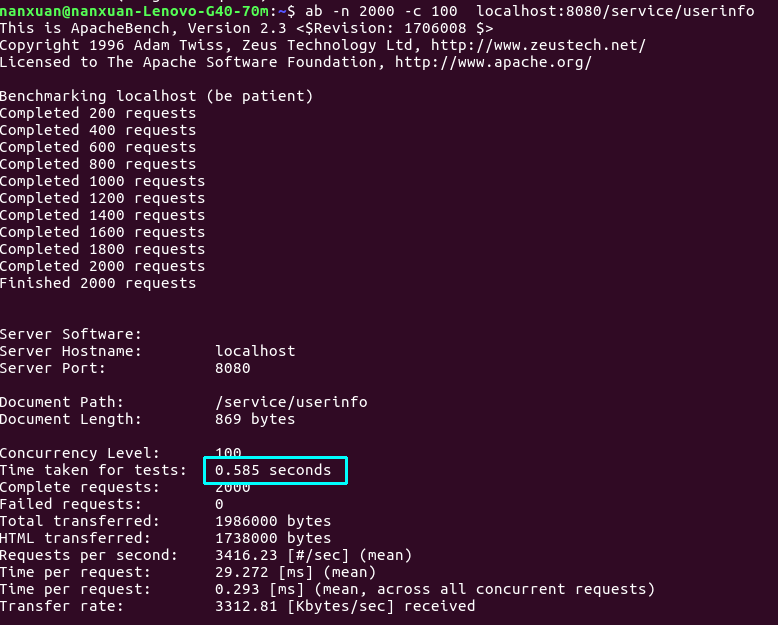 nanxuan@nanxuan-Lenovo-G40-70m:~$ ab -n 2000 -c 100  localhost:8080/service/userinfo
This is ApacheBench, Version 2.3 <$Revision: 1706008 $>
Copyright 1996 Adam Twiss, Zeus Technology Ltd, http://www.zeustech.net/
Licensed to The Apache Software Foundation, http://www.apache.org/

Benchmarking localhost (be patient)
Completed 200 requests
Completed 400 requests
Completed 600 requests
Completed 800 requests
Completed 1000 requests
Completed 1200 requests
Completed 1400 requests
Completed 1600 requests
Completed 1800 requests
Completed 2000 requests
Finished 2000 requests

Server Software:
Server Hostname:        localhost
Server Port:            8080

Document Path:          /service/userinfo
Document Length:        869 bytes

Concurrency Level:      100
Time taken for tests:   0.585 seconds
Complete requests:      2000
Failed requests:        0
Total transferred:      1986000 bytes
HTML transferred:       1738000 bytes
Requests per second:    3416.23 [#/sec] (mean)
Time per request:       29.272 [ms] (mean)
Time per request:       0.293 [ms] (mean, across all concurrent requests)
Transfer rate:          3312.81 [Kbytes/sec] received